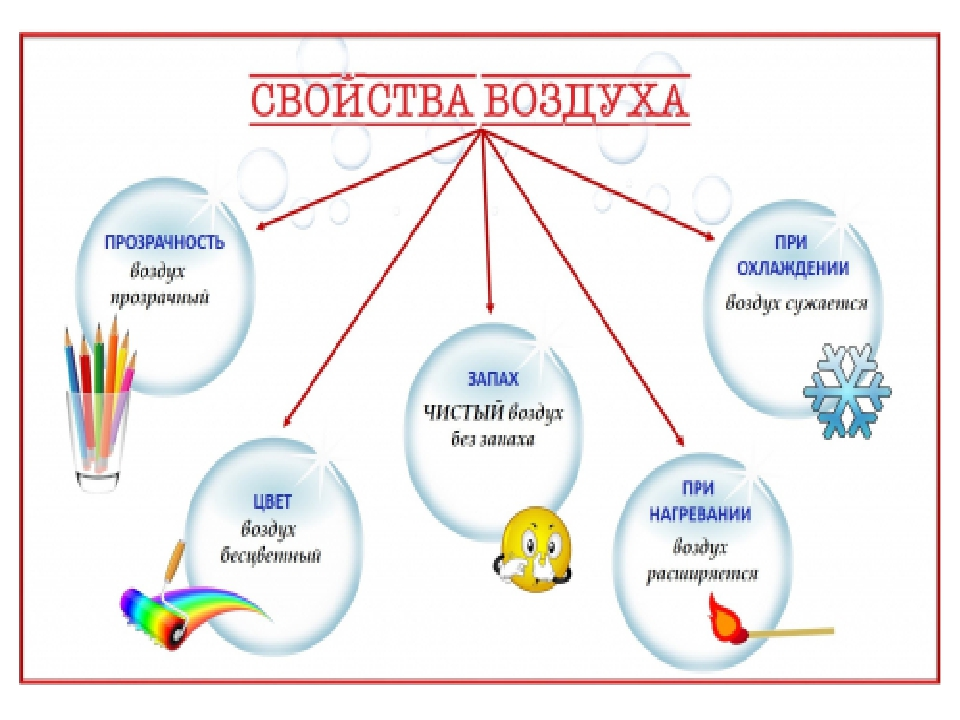 СВОЙСТВА ВОЗДУХА
ПРОЗРАЧНОСТЬ
воздух
прозрачный
ЦВЕТ
воздух
бесцветный
ЗАПАХ
ЧИСТЫЙ воздух
без запаха
ПРИ
НАГРЕВАНИИ
воздух
расширяется
ПРИ
ОХЛАЖДЕНИИ
воздух сужается